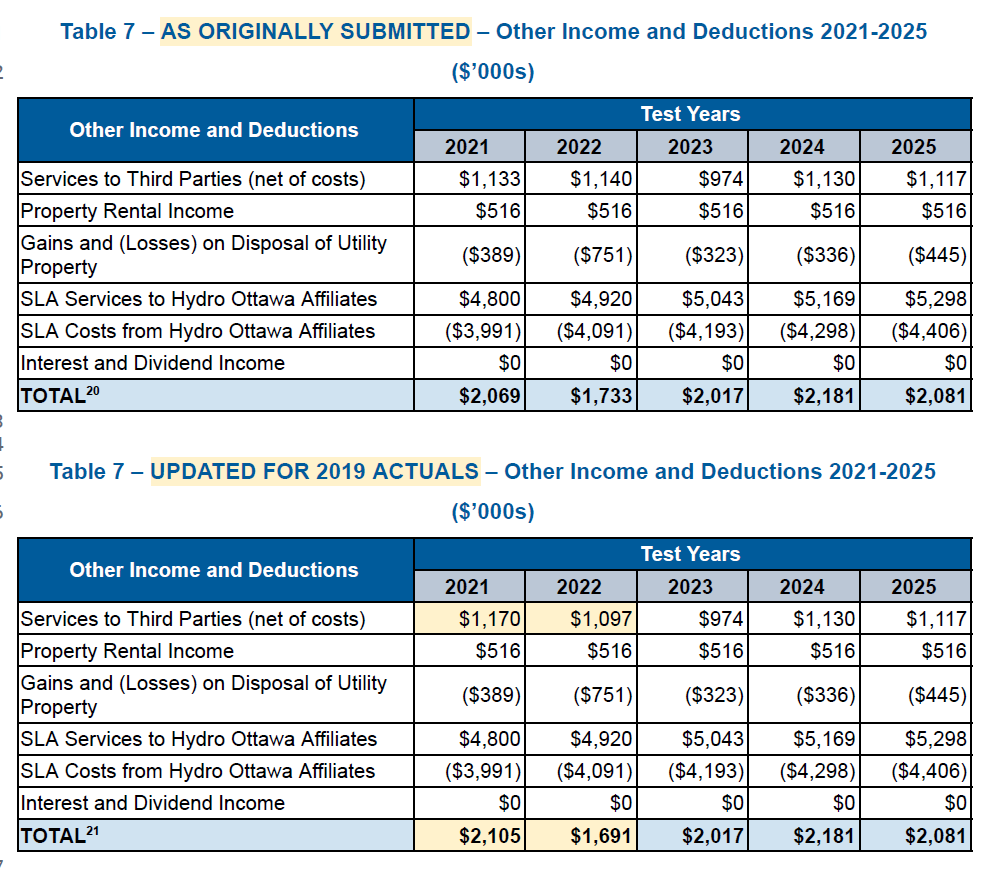 Table 7 – AS ORIGINALLY SUBMITTED – Other Income and Deductions 2021-2025
2
($’000s)
Other Income and Deductions
Test Years
2021 2022 2023 2024 2025
Services to Third Parties (net of costs) $1,133 $1,140 $974 $1,130 $1,117
Property Rental Income $516 $516 $516 $516 $516
Gains and (Losses) on Disposal of Utility
Property ($389) ($751) ($323) ($336) ($445)
SLA Services to Hydro Ottawa Affiliates $4,800 $4,920 $5,043 $5,169 $5,298
SLA Costs from Hydro Ottawa Affiliates ($3,991) ($4,091) ($4,193) ($4,298) ($4,406)
Interest and Dividend Income $0 $0 $0 $0 $0
TOTAL20 $2,069 $1,733 $2,017 $2,181 $2,081
Table 7 – UPDATED FOR 2019 ACTUALS – Other Income and Deductions 2021-2025
($’000s)
Other Income and Deductions
Test Years
2021 2022 2023 2024 2025
Services to Third Parties (net of costs) $1,170 $1,097 $974 $1,130 $1,117
Property Rental Income $516 $516 $516 $516 $516
Gains and (Losses) on Disposal of Utility
Property ($389) ($751) ($323) ($336) ($445)
SLA Services to Hydro Ottawa Affiliates $4,800 $4,920 $5,043 $5,169 $5,298
SLA Costs from Hydro Ottawa Affiliates ($3,991) ($4,091) ($4,193) ($4,298) ($4,406)
Interest and Dividend Income $0 $0 $0 $0 $0
TOTAL21 $2,105 $1,691 $2,017 $2,181 $2,081